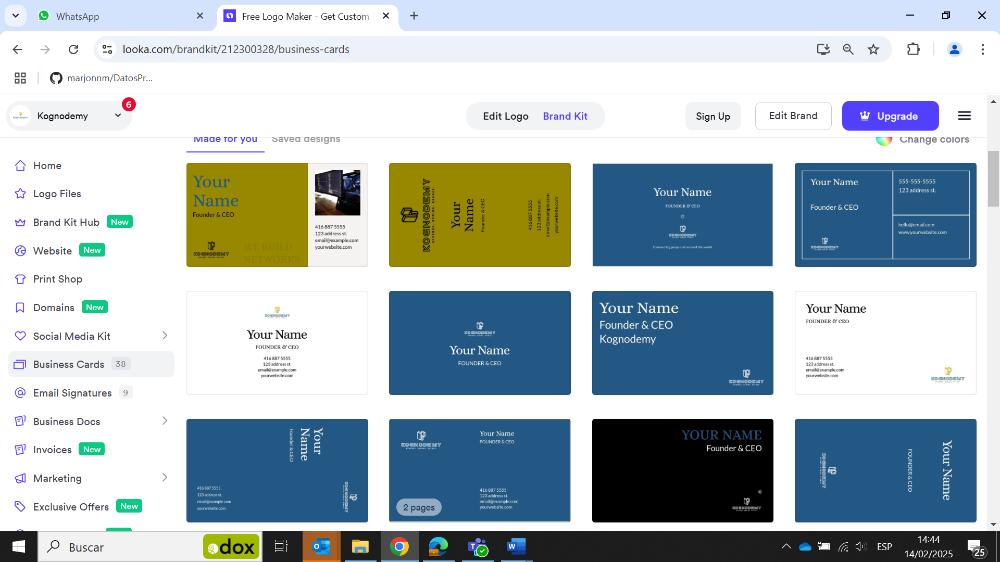 WhatsApp
Free Logo Maker - Get Custom
looka.com/brandkit/212300328/business-cards
marjonnm/DatosPr...
Kognodemy
6
Edit Logo
Brand Kit
Sign Up
Edit Brand
Upgrade
Made for you
Saved designs
Change colors
Home
Logo Files
Brand Kit Hub New
Website New
Print Shop
Domains New
Social Media Kit
Business Cards 38
Email Signatures 9
Business Docs
Invoices New
Marketing
Exclusive Offers New
Your
Name
Founder & CEO
KOGNODEMY
APRENDE. DOMINA. AVANZA.
WE BUILD
NETWORKS
416 887 5555
123 address st.
email@example.com
yourwebsite.com
KOGNODEMY
APRENDE. DOMINA. AVANZA.
Your
Name
Founder & CEO
416 887 5555
123 address st.
email@example.com
yourwebsite.com
Your Name
FOUNDER & CEO
@
KOGNODEMY
Connecting people all around the world
Your Name
Founder & CEO
KOGNODEMY
555-555-5555
123 address st.
hello@email.com
www.yourwebsite.com
KOGNODEMY
Your Name
FOUNDER & CEO
416 887 5555
123 address st.
email@example.com
yourwebsite.com
KOGNODEMY
Your Name
FOUNDER & CEO
Your Name
Founder & CEO
Kognodemy
KOGNODEMY
Your Name
FOUNDER & CEO
416 887 5555
123 address st.
email@example.com
yourwebsite.com
KOGNODEMY
Your
Name
Founder & CEO
416 887 5555
123 address st.
email@example.com
yourwebsite.com
KOGNODEMY
KOGNODEMY
Your Name
FOUNDER & CEO
416 887 5555
123 address st.
email@example.com
yourwebsite.com
2 pages
YOUR NAME
Founder & CEO
@
KOGNODEMY
KOGNODEMY
FOUNDER & CEO
Your Name
Buscar
dox
ESP
14:44
14/02/2025
25